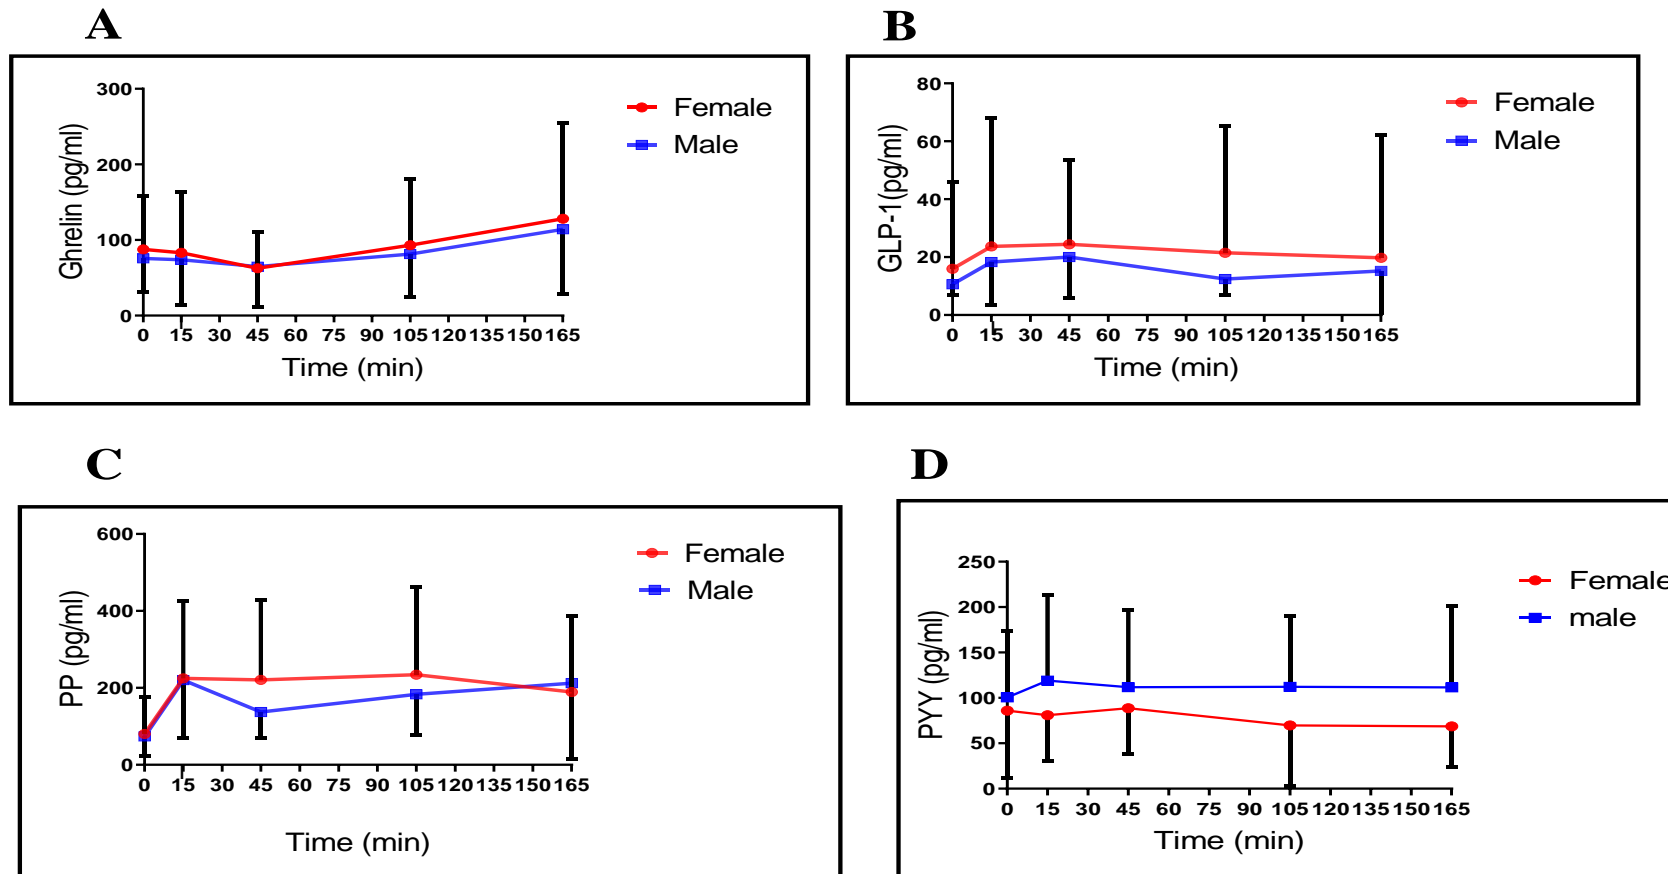 A
Ghrelin (pg/ml)
300
200
100
0
0 15 45 60 75 90 105 120 135 150 165
Time (min)
Female
Male
B
GLP-1(pg/ml)
80
60
40
20
0
0 15 45 60 75 90 105 120 135 150 165
Time (min)
Female
Male
C
PP (pg/ml)
600
400
200
0
0 15 30 45 60 75 90 105 120 135 150 165
Time (min)
Female
Male
D
PYY (pg/ml)
250
200
150
100
50
0
0 15 30 45 60 75 90 105 120 135 150 165
Time (min)
Female
male